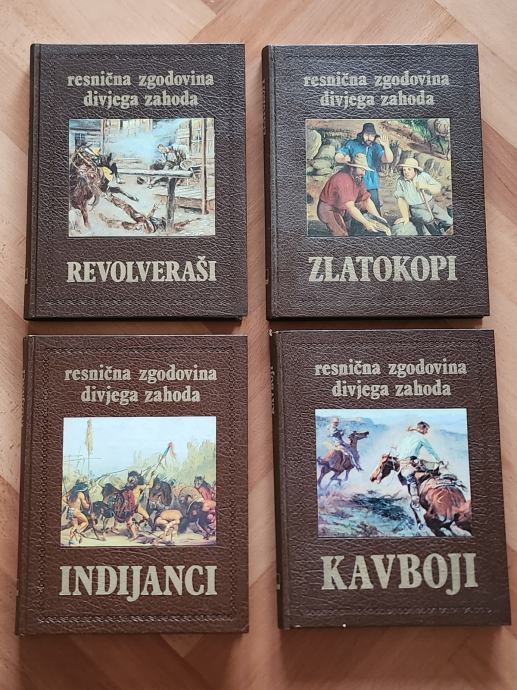 resnična zgodovina
divjega zahoda
REVOLVERAŠI
resnična zgodovina
divjega zahoda
ZLATOKOPI
resnična zgodovina
divjega zahoda
INDIJANCI
resnična zgodovina
divjega zahoda
KAVBOJI